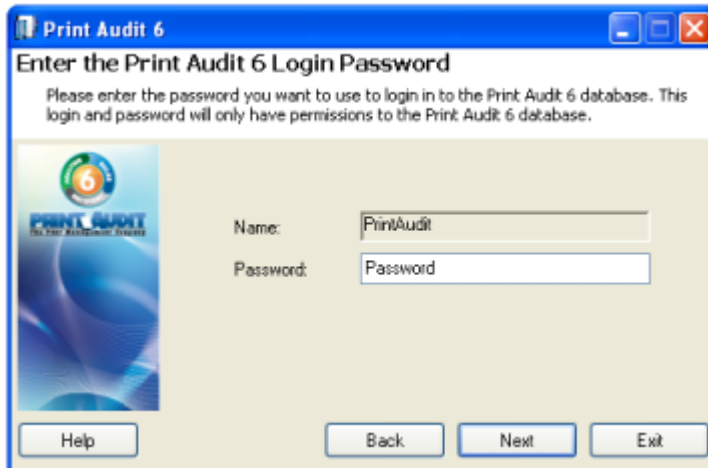 Print Audit 6
Enter the Print Audit 6 Login Password
Please enter the password you want to use to login in to the Print Audit 6 database. This
login and password will only have permissions to the Print Audit 6 database.
6
PRINT AUDIT
Name:
PrintAudit
Password:
Password
Help
Back
Next
Exit